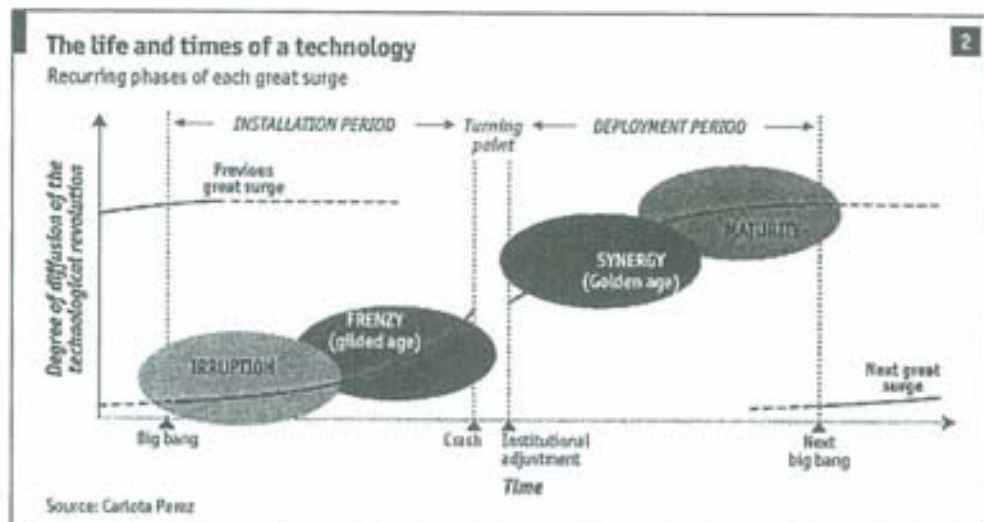 The life and times of a technology
2
Recurring phases of each great surge
INSTALLATION PERIOD
Turning
point
DEPLOYMENT PERIOD
Previous
great surge
Degree of diffusion of the
technological revolution
MATURITY
SYNERGY
(Golden age)
FRENZY
(gilded age)
IRRUPTION
Next great
surge
Big bang
Crash
Institutional
adjustment
Next
big bang
Time
Source: Carlota Perez